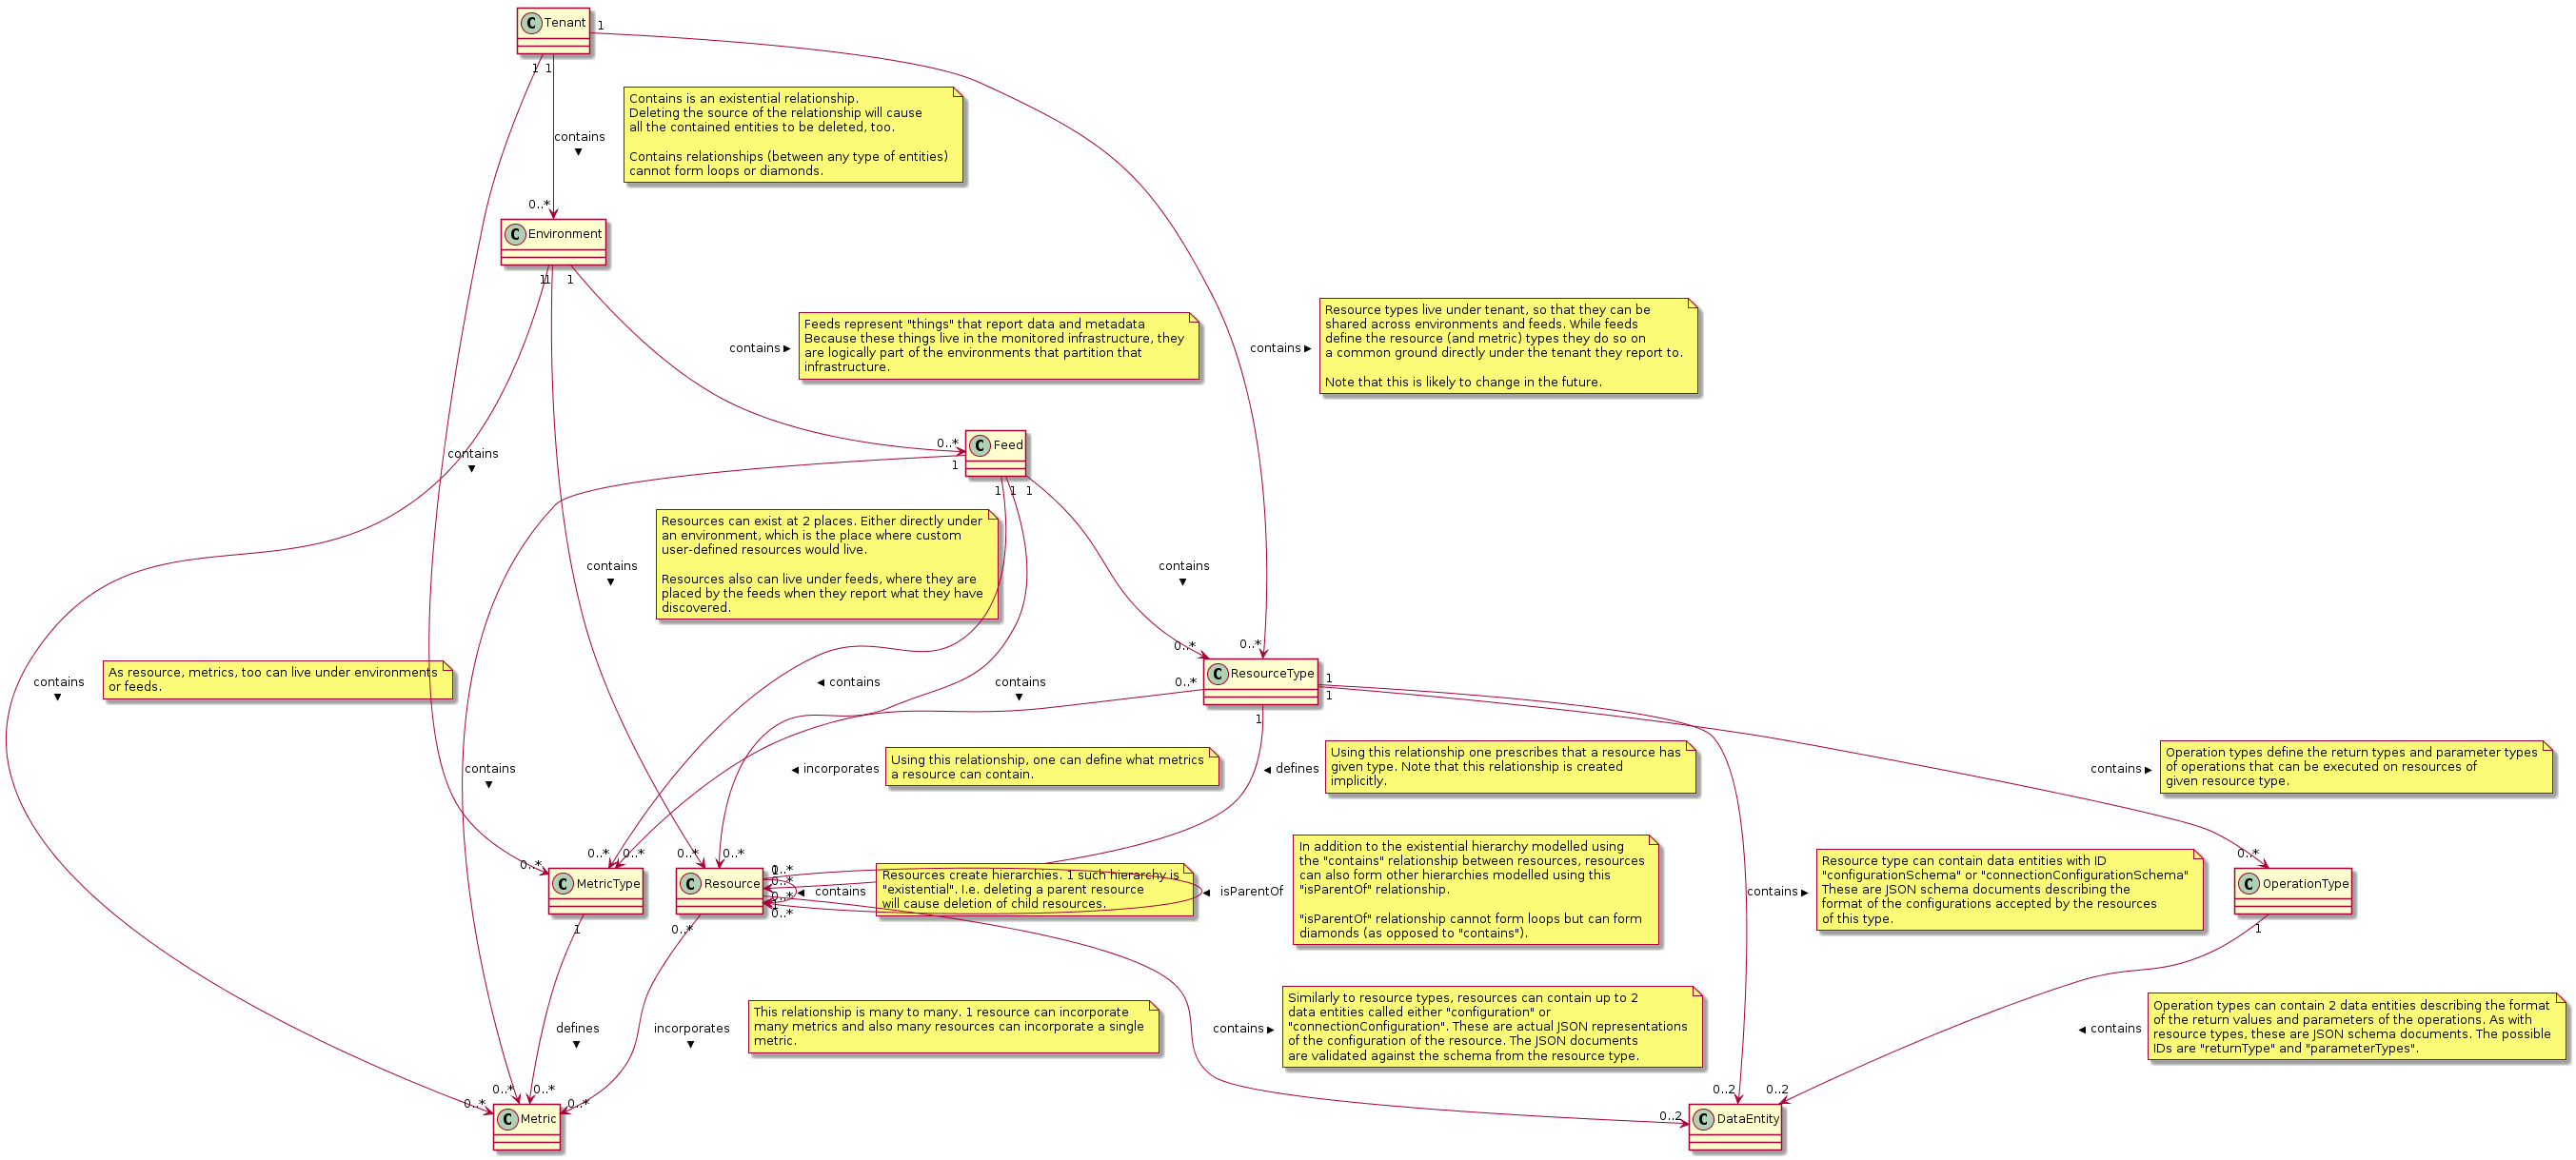 C Tenant
1
1
1
Contains is an existential relationship.
Deleting the source of the relationship will cause
all the contained entities to be deleted, too.
Contains relationships (between any type of entities)
cannot form loops or diamonds.
contains
▼
0..*
C Environment
1
1
1
contains ►
Feeds represent "things" that report data and metadata
Because these things live in the monitored infrastructure, they
are logically part of the environments that partition that
infrastructure.
contains ►
Resource types live under tenant, so that they can be
shared across environments and feeds. While feeds
define the resource (and metric) types they do so on
a common ground directly under the tenant they report to.
Note that this is likely to change in the future.
0..*
C Feed
1
1
1
1
contains
▼
Resources can exist at 2 places. Either directly under
an environment, which is the place where custom
user-defined resources would live.
Resources also can live under feeds, where they are
placed by the feeds when they report what they have
discovered.
contains
▼
contains
▼
0..*
0..*
C ResourceType
0..*
1
1
1
contains
▼
As resource, metrics, too can live under environments
or feeds.
◄ contains
contains
▼
contains
▼
◄ incorporates
Using this relationship, one can define what metrics
a resource can contain.
◄ defines
Using this relationship one prescribes that a resource has
given type. Note that this relationship is created
implicitly.
contains ►
Operation types define the return types and parameter types
of operations that can be executed on resources of
given resource type.
0..*
0..*
0..*
0..*
0..*
0..*
C MetricType
C Resource
0..*
0..*
0..*
0..*
1
◄ contains
Resources create hierarchies. 1 such hierarchy is
"existential". I.e. deleting a parent resource
will cause deletion of child resources.
◄ isParentOf
In addition to the existential hierarchy modelled using
the "contains" relationship between resources, resources
can also form other hierarchies modelled using this
"isParentOf" relationship.
"isParentOf" relationship cannot form loops but can form
diamonds (as opposed to "contains").
contains ►
Resource type can contain data entities with ID
"configurationSchema" or "connectionConfigurationSchema"
These are JSON schema documents describing the
format of the configurations accepted by the resources
of this type.
C OperationType
1
0..*
1
defines
▼
incorporates
▼
This relationship is many to many. 1 resource can incorporate
many metrics and also many resources can incorporate a single
metric.
contains ►
Similarly to resource types, resources can contain up to 2
data entities called either "configuration" or
"connectionConfiguration". These are actual JSON representations
of the configuration of the resource. The JSON documents
are validated against the schema from the resource type.
◄ contains
Operation types can contain 2 data entities describing the format
of the return values and parameters of the operations. As with
resource types, these are JSON schema documents. The possible
IDs are "returnType" and "parameterTypes".
0..*
0..*
0..*
0..*
C Metric
0..2
0..2
0..2
C DataEntity